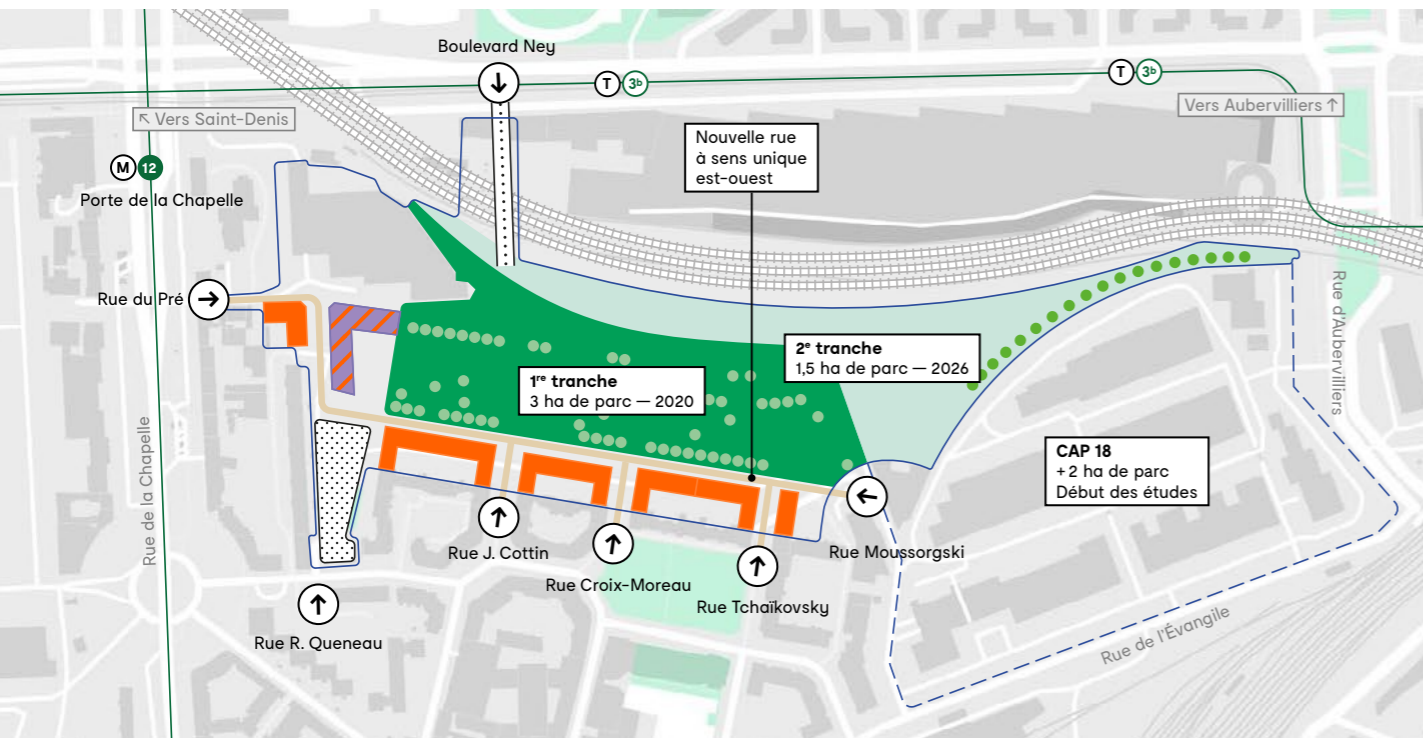 Boulevard Ney
T 3b
T 3b
↖ Vers Saint-Denis
Vers Aubervilliers ↑
M 12
Porte de la Chapelle
Nouvelle rue
à sens unique
est-ouest
Rue du Pré
Rue d'Aubervilliers
2e tranche
1,5 ha de parc — 2026
1re tranche
3 ha de parc — 2020
CAP 18
+ 2 ha de parc
Début des études
Rue de la Chapelle
Rue J. Cottin
Rue Moussorgski
Rue Croix-Moreau
Rue Tchaïkovsky
Rue R. Queneau
Rue de l'Évangile